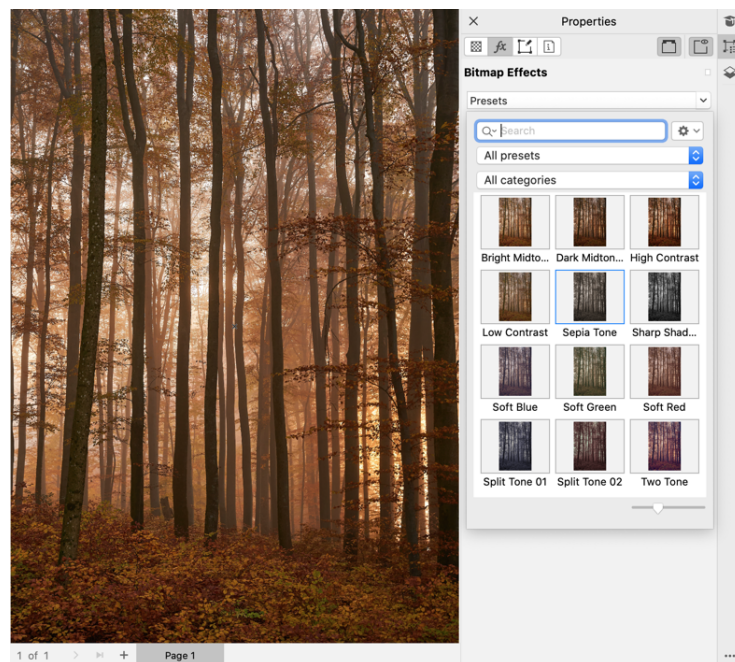 Properties
fx
Bitmap Effects
Presets
Search
All presets
All categories
Bright Midto... Dark Midton... High Contrast
Low Contrast Sepia Tone Sharp Shad...
Soft Blue Soft Green Soft Red
Split Tone 01 Split Tone 02 Two Tone
1 of 1 Page 1